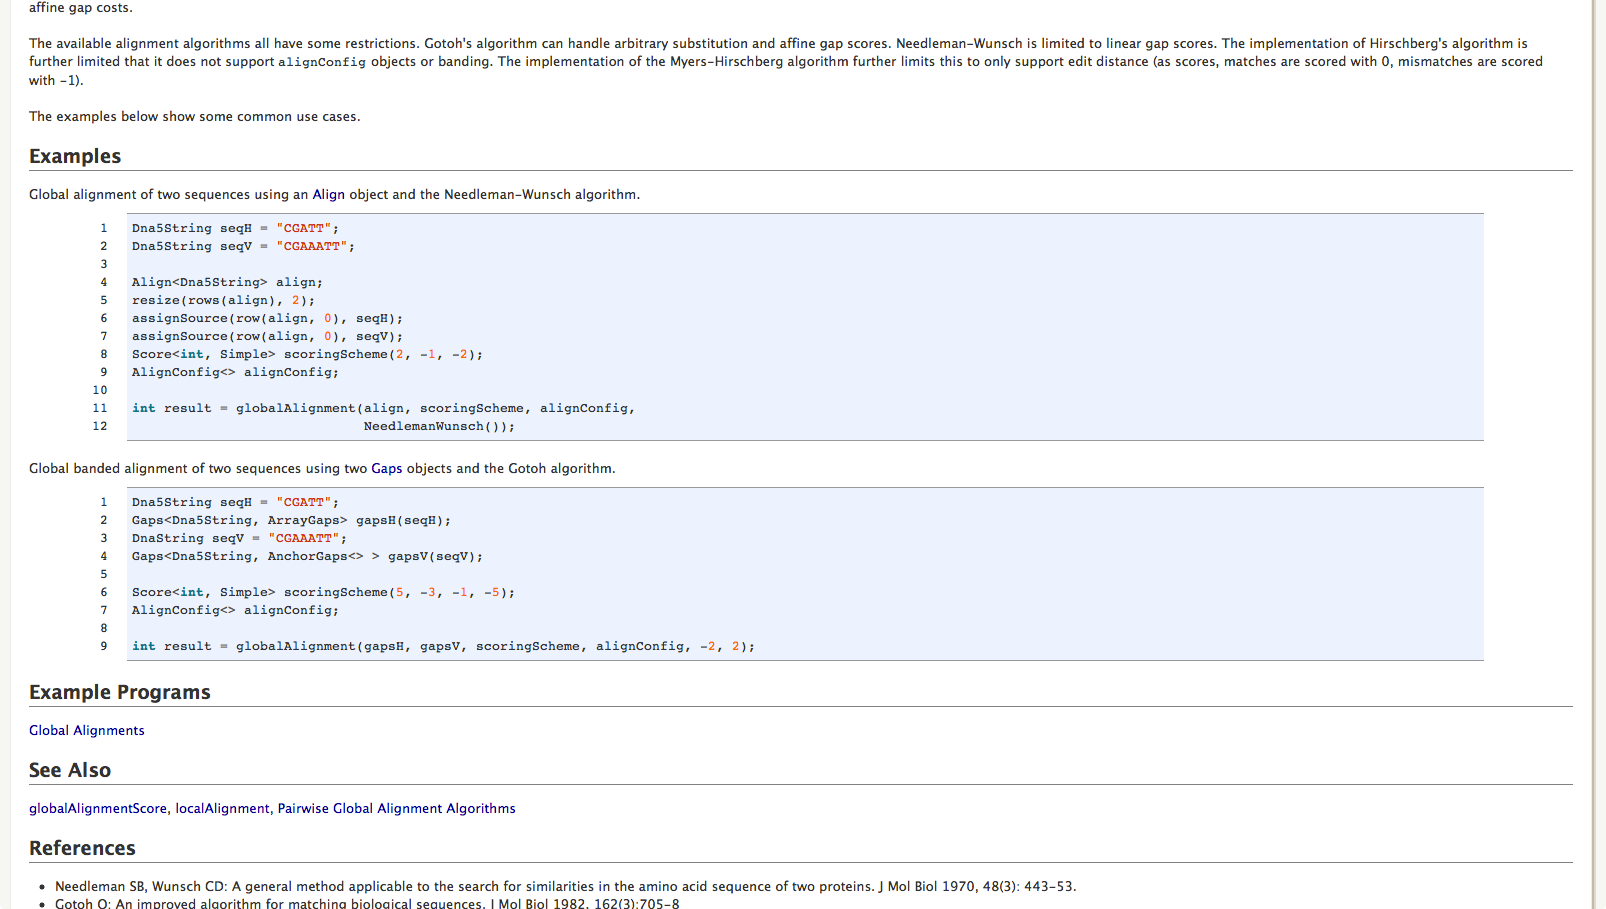 affine gap costs.
The available alignment algorithms all have some restrictions. Gotoh's algorithm can handle arbitrary substitution and affine gap scores. Needleman-Wunsch is limited to linear gap scores. The implementation of Hirschberg's algorithm is
further limited that it does not support alignConfig objects or banding. The implementation of the Myers-Hirschberg algorithm further limits this to only support edit distance (as scores, matches are scored with 0, mismatches are scored
with -1).
The examples below show some common use cases.
Examples
Global alignment of two sequences using an Align object and the Needleman-Wunsch algorithm.
1 Dna5String seqH = "CGATT";
2 Dna5String seqV = "CGAAATT";
3
4 Align<Dna5String> align;
5 resize(rows(align), 2);
6 assignSource(row(align, 0), seqH);
7 assignSource(row(align, 0), seqV);
8 Score<int, Simple> scoringScheme(2, -1, -2);
9 AlignConfig<> alignConfig;
10
11 int result = globalAlignment(align, scoringScheme, alignConfig,
12 NeedlemanWunsch());
Global banded alignment of two sequences using two Gaps objects and the Gotoh algorithm.
1 Dna5String seqH = "CGATT";
2 Gaps<Dna5String, ArrayGaps> gapsH(seqH);
3 DnaString seqV = "CGAAATT";
4 Gaps<Dna5String, AnchorGaps<> > gapsV(seqV);
5
6 Score<int, Simple> scoringScheme(5, -3, -1, -5);
7 AlignConfig<> alignConfig;
8
9 int result = globalAlignment(gapsH, gapsV, scoringScheme, alignConfig, -2, 2);
Example Programs
Global Alignments
See Also
globalAlignmentScore, localAlignment, Pairwise Global Alignment Algorithms
References
• Needleman SB, Wunsch CD: A general method applicable to the search for similarities in the amino acid sequence of two proteins. J Mol Biol 1970, 48(3): 443-53.
• Gotoh O: An improved algorithm for matching biological sequences. J Mol Biol 1982, 162(3):705-8